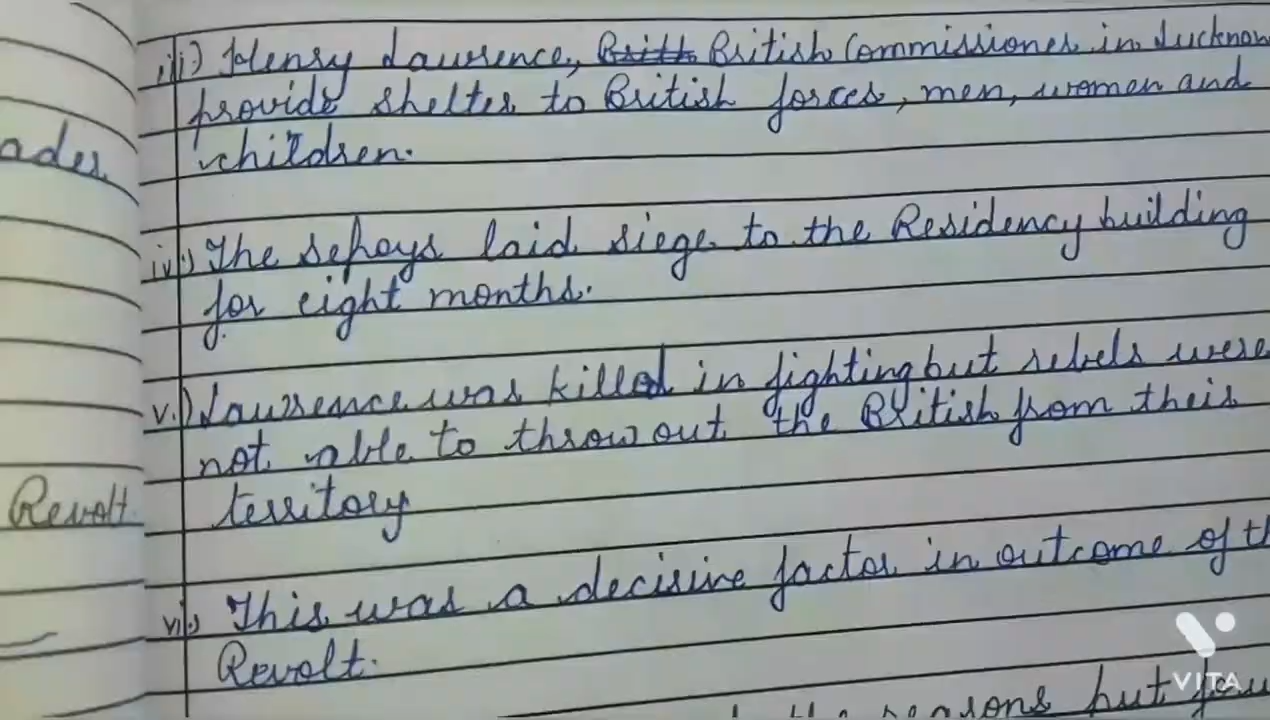 iii) Henry Lawrence, Briti British Commissioner in Lucknow
provide shelter to British forces, men, women and
children.
iv.) The sepoys laid siege to the Residency building
for eight months.
v.) Lawrence was killed in fighting but rebels were
not able to throw out the British from their
territory
vi.) This was a decisive factor in outcome of th
Revolt.
reasons but
ader
Revolt
VITA